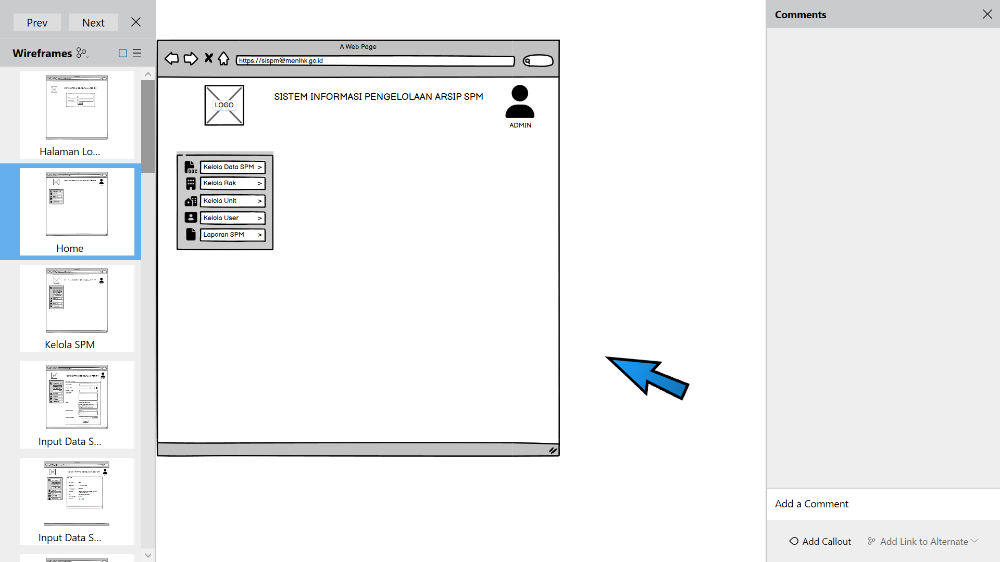 Prev
Next
Wireframes
Halaman Lo...
Home
Kelola SPM
Input Data S...
Input Data S...
A Web Page
https://sispm@menlhk.go.id
LOGO
SISTEM INFORMASI PENGELOLAAN ARSIP SPM
ADMIN
DOC
Kelola Data SPM >
Kelola Rak >
Kelola Unit >
Kelola User >
Laporan SPM >
Comments
Add a Comment
Add Callout
Add Link to Alternate